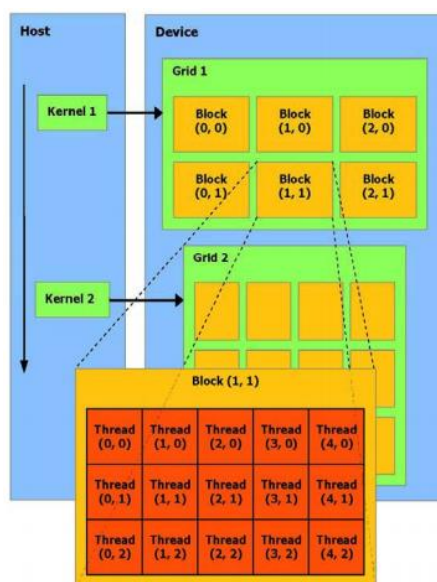 Host
Device
Grid 1
Kernel 1
Block Block Block
(0, 0) (1, 0) (2, 0)
Block Block Block
(0, 1) (1, 1) (2, 1)
Grid 2
Kernel 2
Block (1, 1)
Thread Thread Thread Thread Thread
(0, 0) (1, 0) (2, 0) (3, 0) (4, 0)
Thread Thread Thread Thread Thread
(0, 1) (1, 1) (2, 1) (3, 1) (4, 1)
Thread Thread Thread Thread Thread
(0, 2) (1, 2) (2, 2) (3, 2) (4, 2)